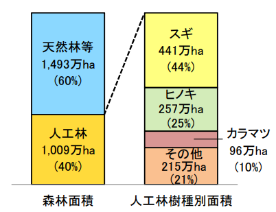 天然林等
1,493万ha
(60%)
人工林
1,009万ha
(40%)
森林面積
スギ
441万ha
(44%)
ヒノキ
257万ha
(25%)
カラマツ
96万ha
(10%)
その他
215万ha
(21%)
人工林樹種別面積